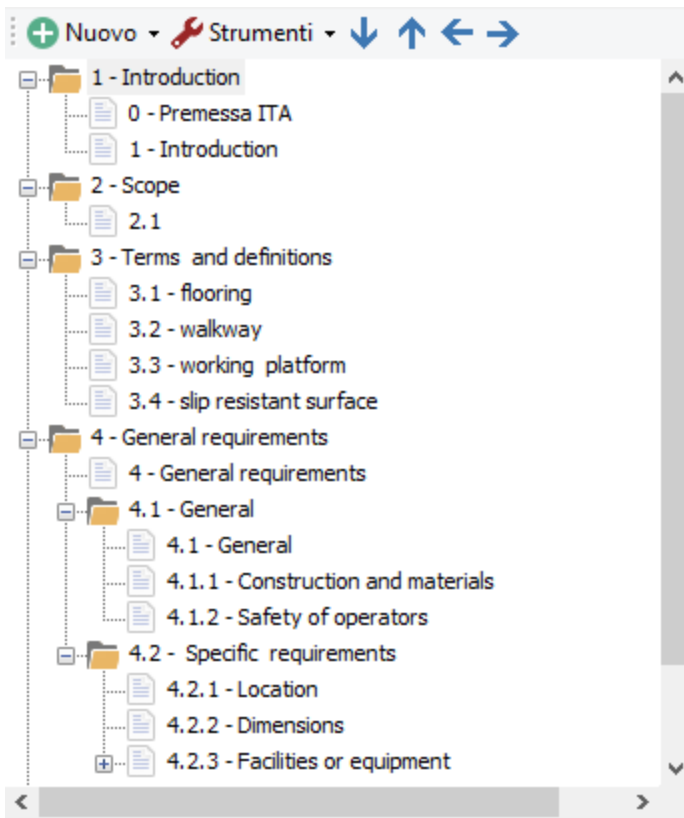 Nuovo Strumenti
1 - Introduction
0 - Premessa ITA
1 - Introduction
2 - Scope
2.1
3 - Terms  and definitions
3.1 - flooring
3.2 - walkway
3.3 - working  platform
3.4 - slip resistant surface
4 - General requirements
4 - General requirements
4.1 - General
4.1 - General
4.1.1 - Construction and materials
4.1.2 - Safety of operators
4.2 -  Specific  requirements
4.2.1 - Location
4.2.2 - Dimensions
4.2.3 - Facilities or equipment